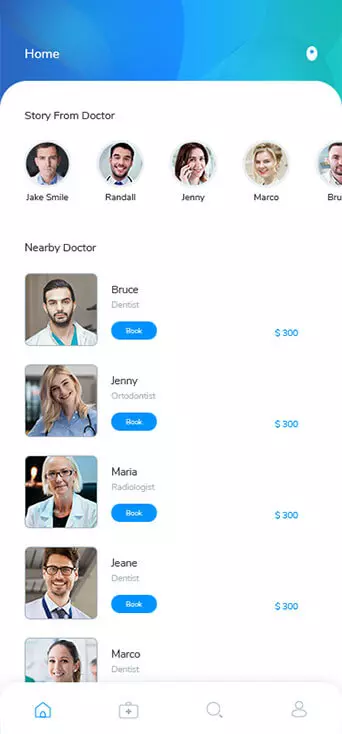 Home
Story From Doctor
Jake Smile
Randall
Jenny
Marco
Bru
Nearby Doctor
Bruce
Dentist
Book
$ 300
Jenny
Ortodontist
Book
$ 300
Maria
Radiologist
Book
$ 300
Jeane
Dentist
Book
$ 300
Marco
Dentist